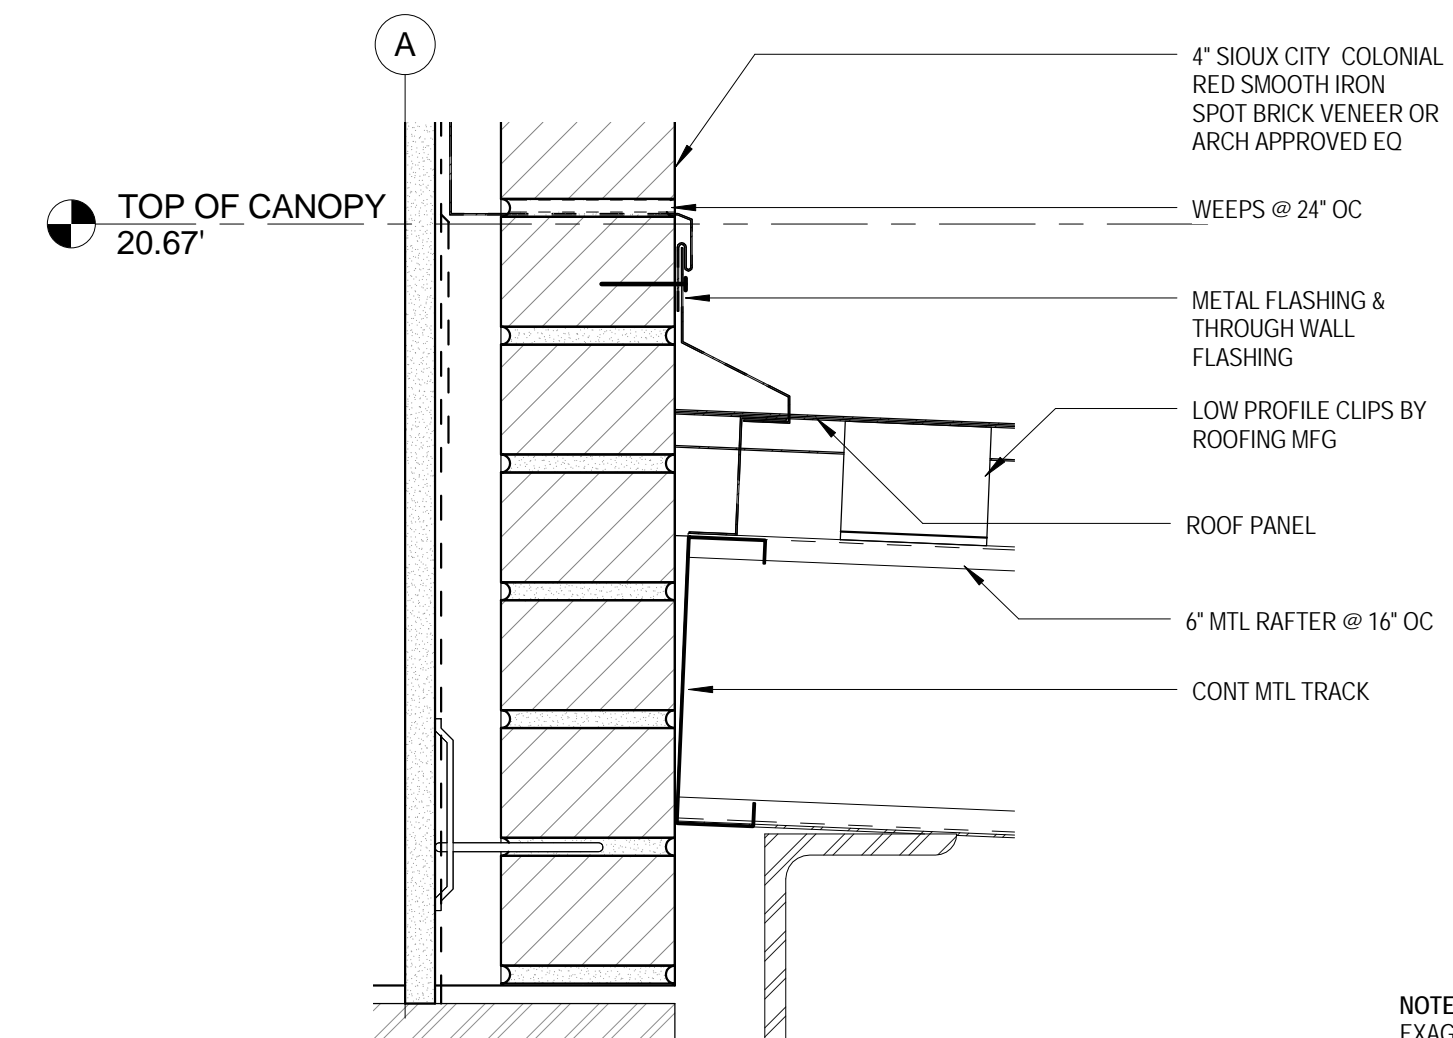 A
TOP OF CANOPY
20.67'
4" SIOUX CITY COLONIAL
RED SMOOTH IRON
SPOT BRICK VENEER OR
ARCH APPROVED EQ
WEEPS @ 24" OC
METAL FLASHING &
THROUGH WALL
FLASHING
LOW PROFILE CLIPS BY
ROOFING MFG
ROOF PANEL
6" MTL RAFTER @ 16" OC
CONT MTL TRACK
NOTE
EXAG